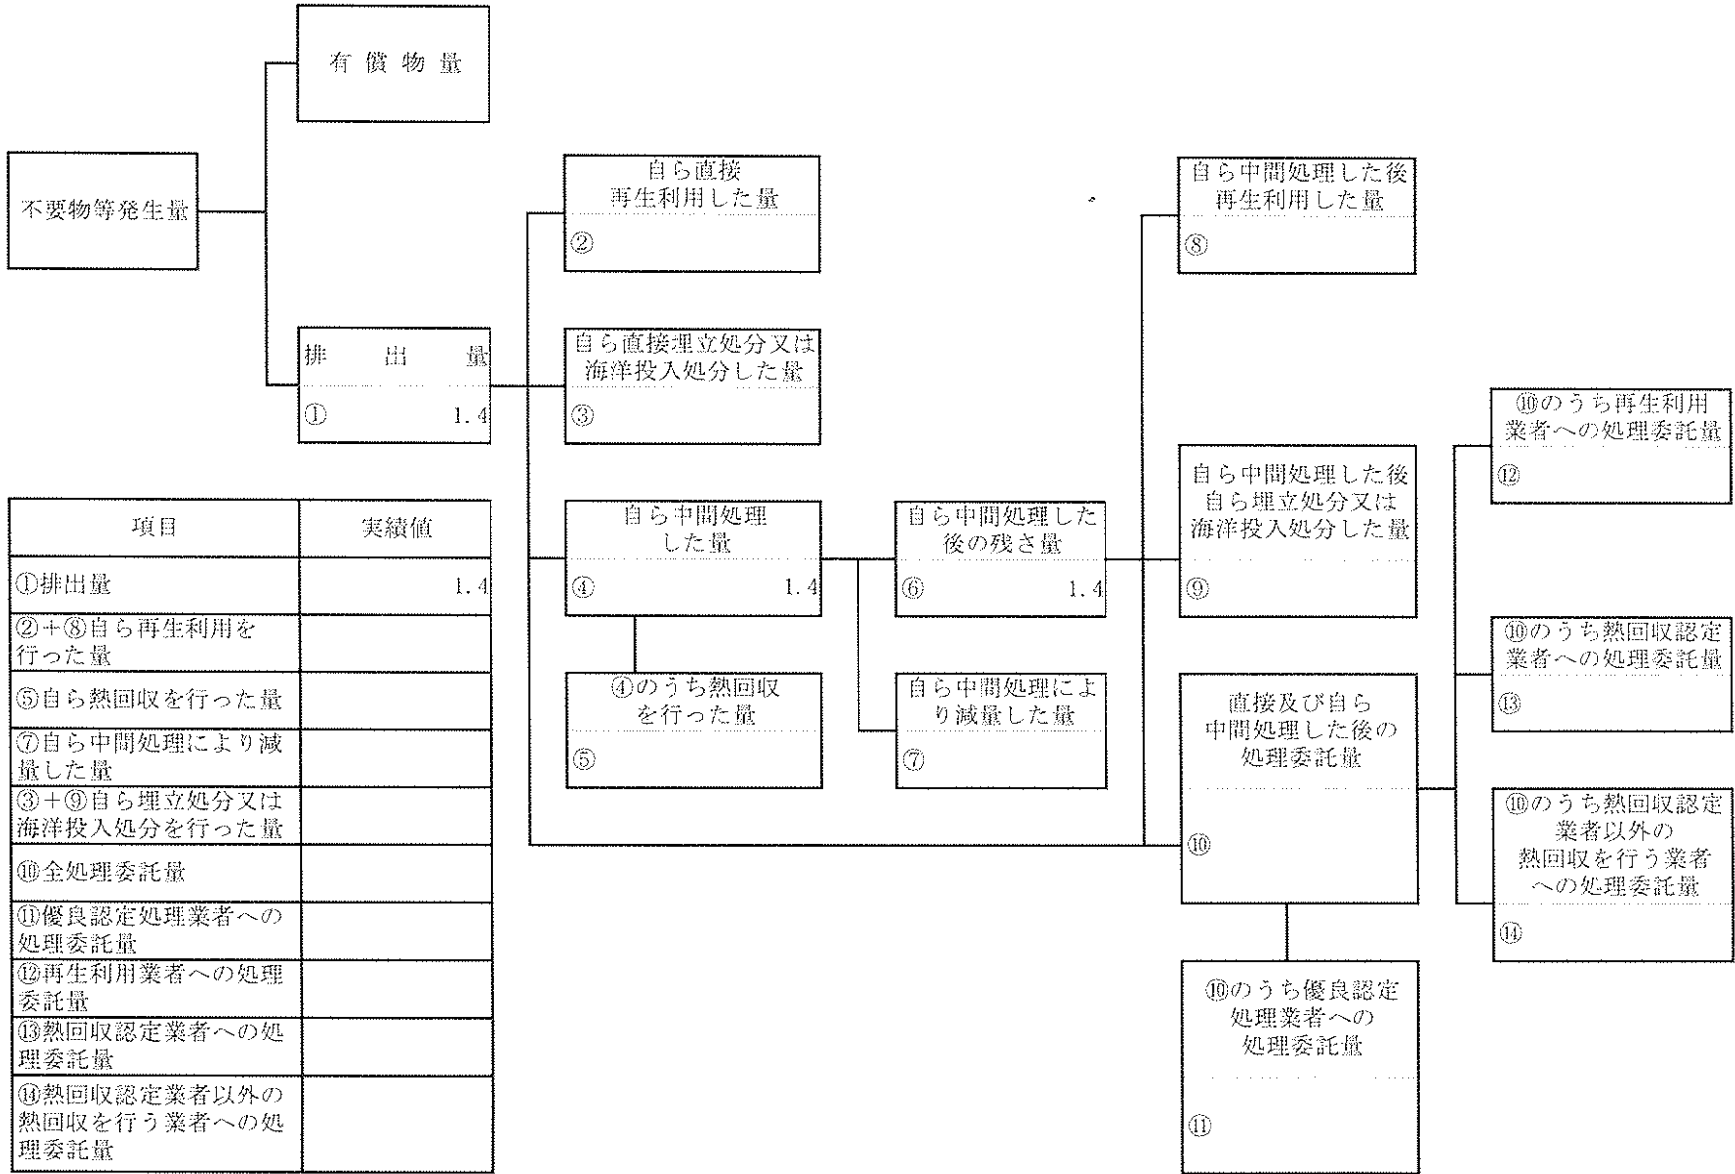 有償物量
不要物等発生量
排出量
① 1.4
自ら直接
再生利用した量
②
自ら直接埋立処分又は
海洋投入処分した量
③
自ら中間処理
した量
④ 1.4
④のうち熱回収
を行った量
⑤
自ら中間処理した
後の残さ量
⑥ 1.4
自ら中間処理によ
り減量した量
⑦
自ら中間処理した後
再生利用した量
⑧
自ら中間処理した後
自ら埋立処分又は
海洋投入処分した量
⑨
直接及び自ら
中間処理した後の
処理委託量
⑩
⑩のうち優良認定
処理業者への
処理委託量
⑪
⑩のうち再生利用
業者への処理委託量
⑫
⑩のうち熱回収認定
業者への処理委託量
⑬
⑩のうち熱回収認定
業者以外の
熱回収を行う業者
への処理委託量
⑭
項目 実績値
①排出量 1.4
②+⑧自ら再生利用を
行った量
⑤自ら熱回収を行った量
⑦自ら中間処理により減
量した量
③+⑨自ら埋立処分又は
海洋投入処分を行った量
⑩全処理委託量
⑪優良認定処理業者への
処理委託量
⑫再生利用業者への処理
委託量
⑬熱回収認定業者への処
理委託量
⑭熱回収認定業者以外の
熱回収を行う業者への処
理委託量